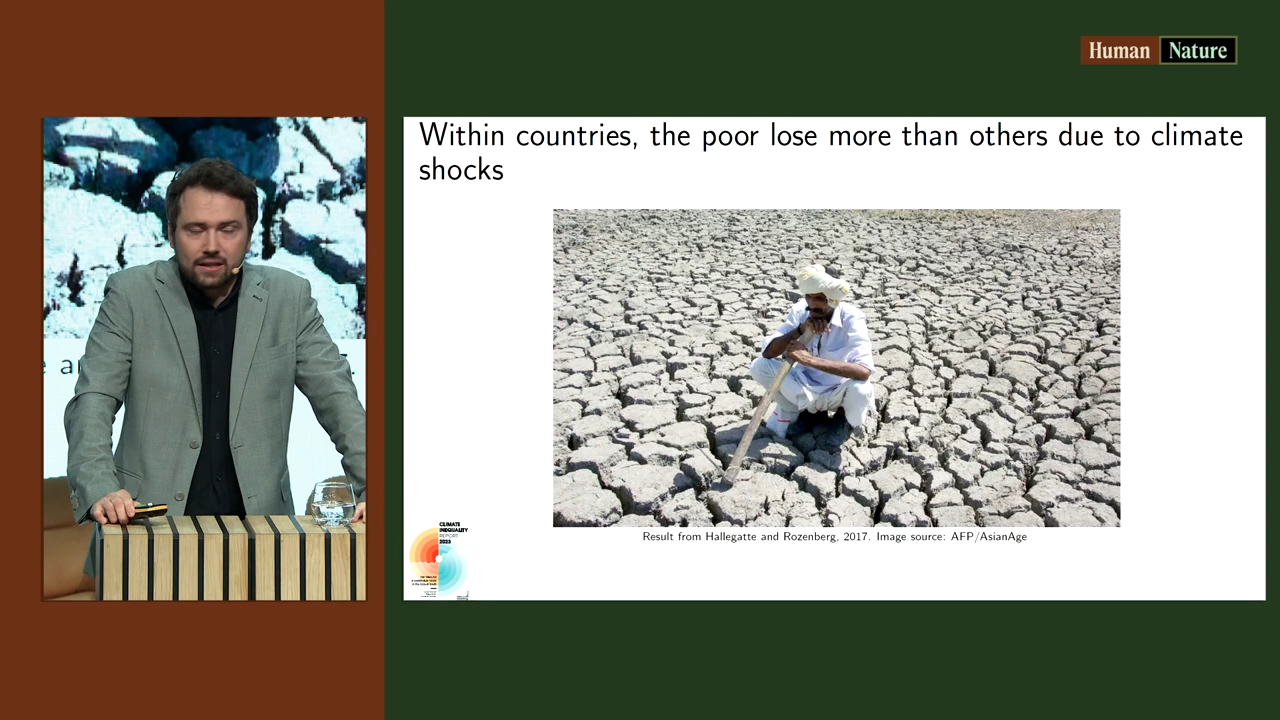 Human Nature
Within countries, the poor lose more than others due to climate
shocks
CLIMATE
INEQUALITY
REPORT
2023
Result from Hallegatte and Rozenberg, 2017. Image source: AFP/AsianAge